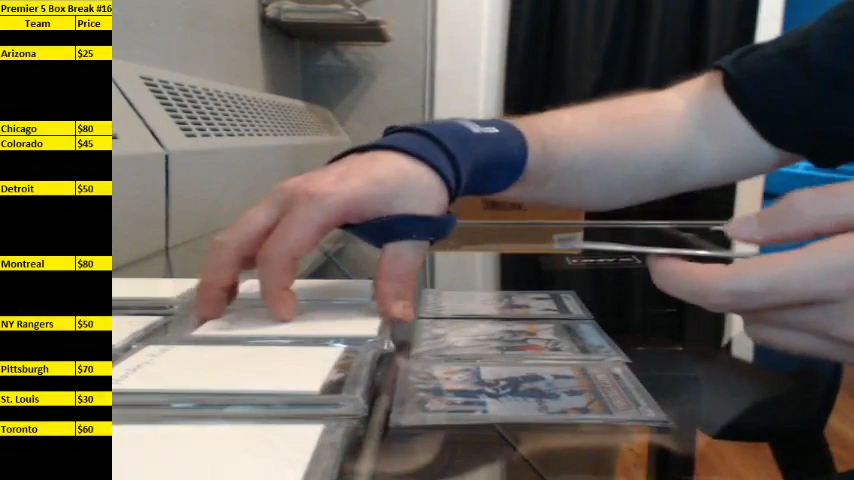 Premier 5 Box Break #16
Team Price
Arizona $25
Chicago $80
Colorado $45
Detroit $50
Montreal $80
NY Rangers $50
Pittsburgh $70
St. Louis $30
Toronto $60